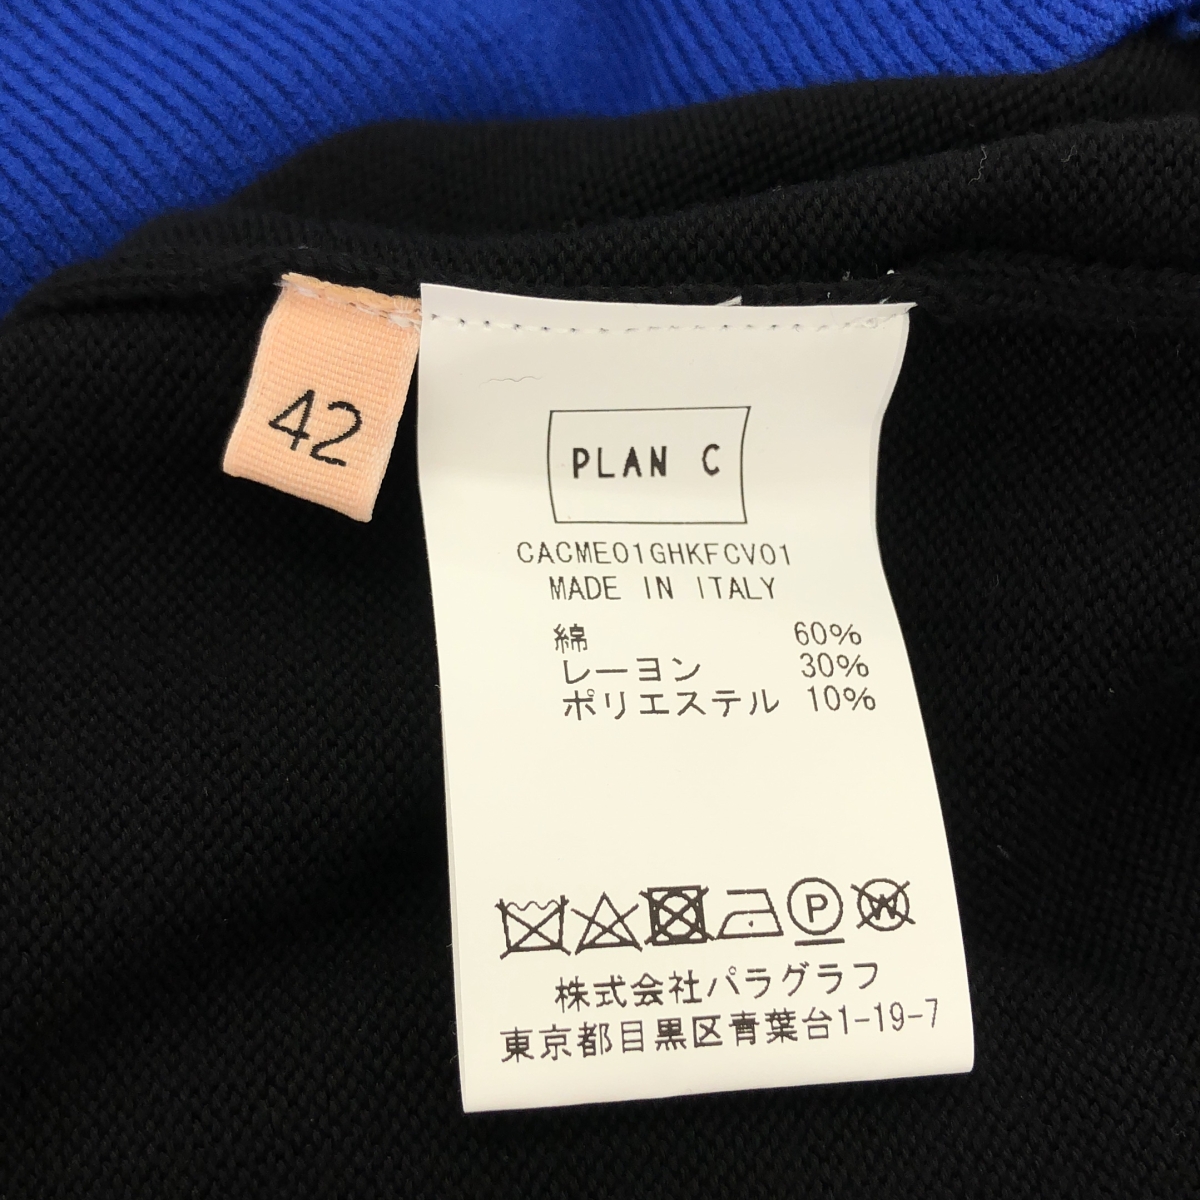 42
PLAN C
CACME01GHKFCV01
MADE IN ITALY
綿 60%
レーヨン 30%
ポリエステル 10%
P W
株式会社パラグラフ
東京都目黒区青葉台1-19-7